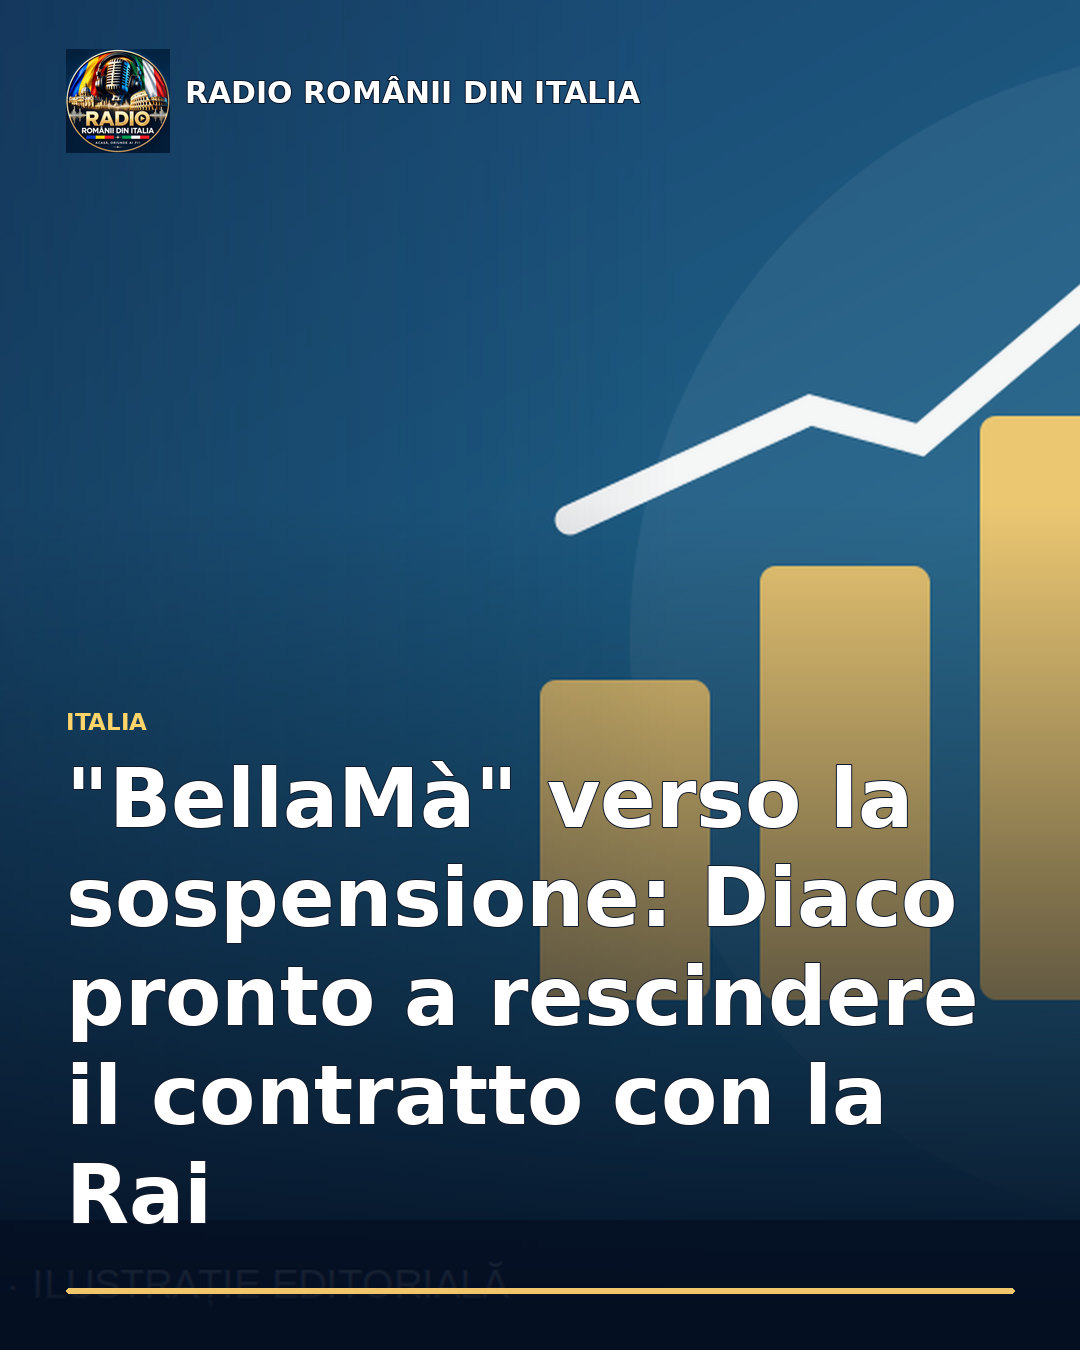 RADIO
ROMÂNII DIN ITALIA
RADIO ROMÂNII DIN ITALIA
ITALIA
"BellaMà" verso la
sospensione: Diaco
pronto a rescindere
il contratto con la
Rai
· ILUSTRAȚIE EDITORIALĂ